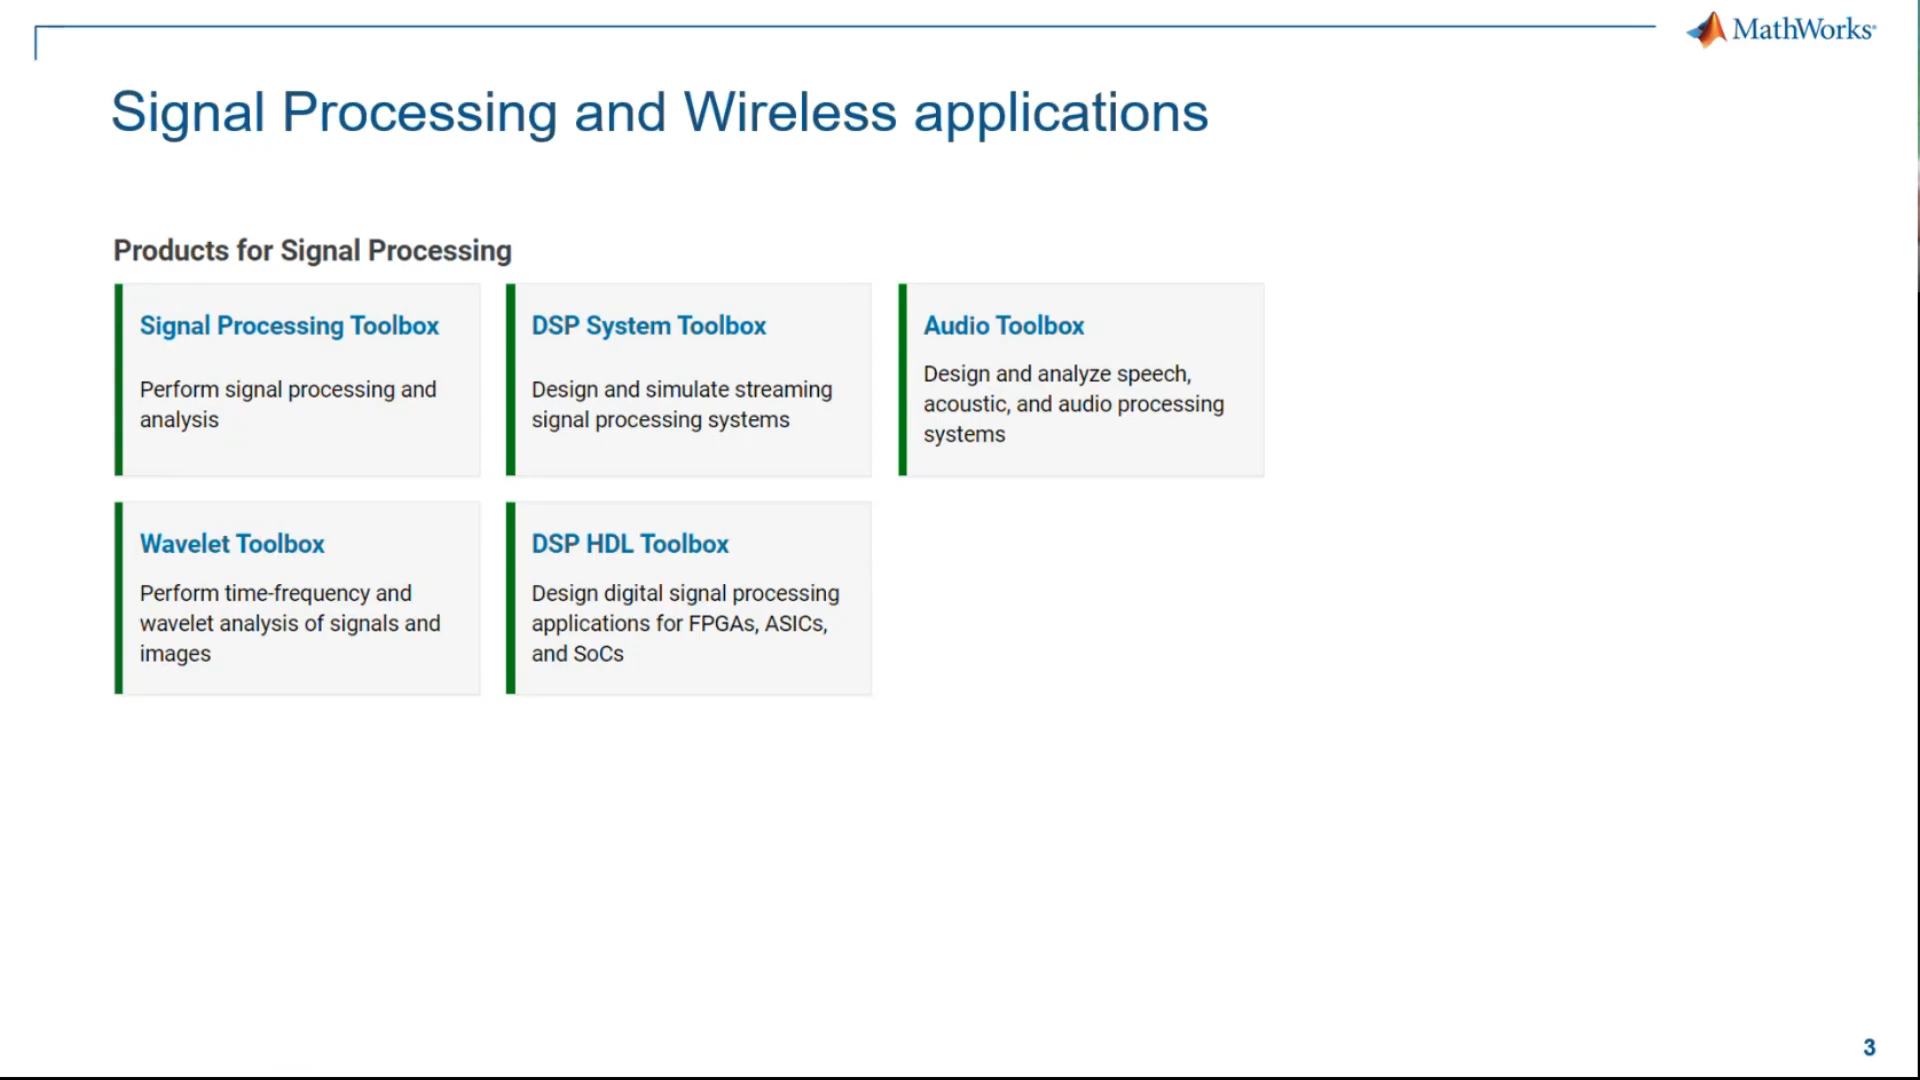 MathWorks®
Signal Processing and Wireless applications
Products for Signal Processing
Signal Processing Toolbox
Perform signal processing and
analysis
DSP System Toolbox
Design and simulate streaming
signal processing systems
Audio Toolbox
Design and analyze speech,
acoustic, and audio processing
systems
Wavelet Toolbox
Perform time-frequency and
wavelet analysis of signals and
images
DSP HDL Toolbox
Design digital signal processing
applications for FPGAs, ASICs,
and SoCs
3